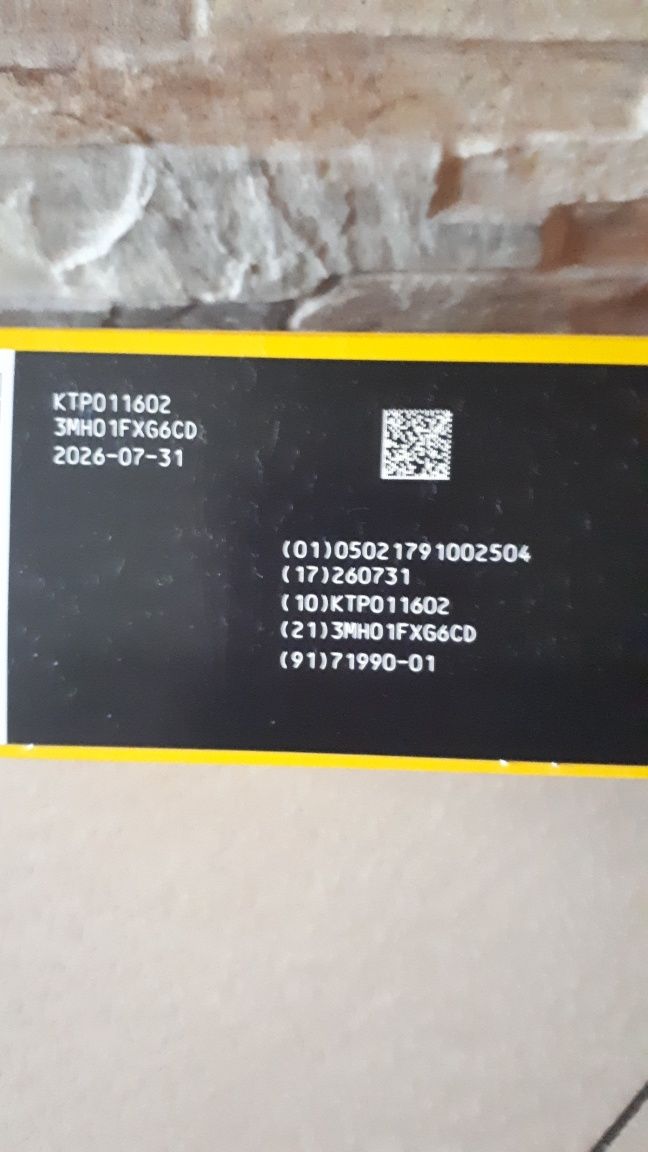 KTP011602
3MH01FXG6CD
2026-07-31
(01)05021791002504
(17)260731
(10)KTP011602
(21)3MH01FXG6CD
(91)71990-01